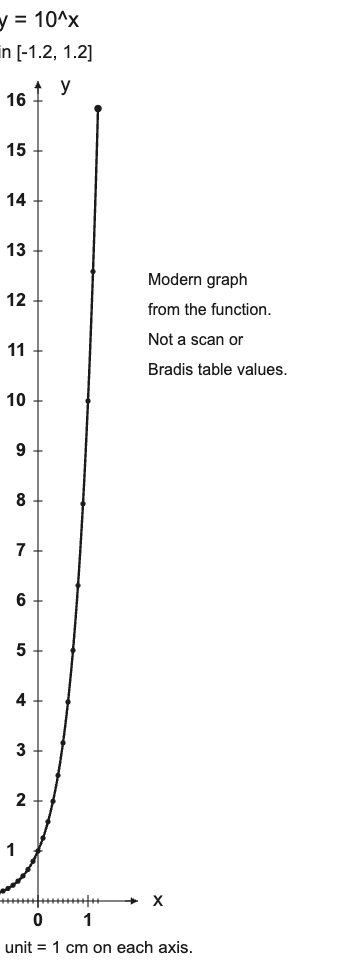 y = 10^x
in [-1.2, 1.2]
y
16
15
14
13
Modern graph
12
from the function.
Not a scan or
11
Bradis table values.
10
9
8
7
6
5
4
3
2
1
x
0 1
unit = 1 cm on each axis.